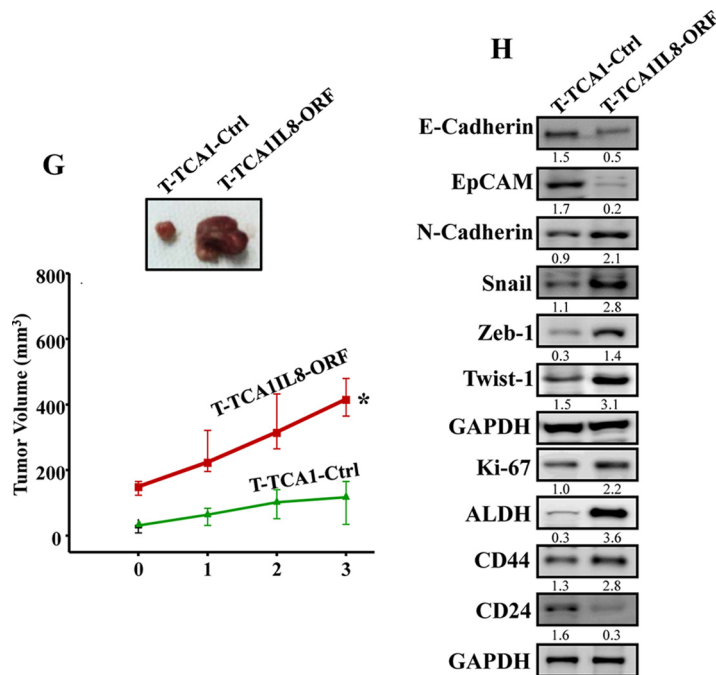 G
T-TCA1-Ctrl
T-TCA1IL8-ORF
800
600
400
200
0
Tumor Volume (mm³)
T-TCA1IL8-ORF
*
T-TCA1-Ctrl
0 1 2 3
H
T-TCA1-Ctrl
T-TCA1IL8-ORF
E-Cadherin
1.5 0.5
EpCAM
1.7 0.2
N-Cadherin
0.9 2.1
Snail
1.1 2.8
Zeb-1
0.3 1.4
Twist-1
1.5 3.1
GAPDH
Ki-67
1.0 2.2
ALDH
0.3 3.6
CD44
1.3 2.8
CD24
1.6 0.3
GAPDH